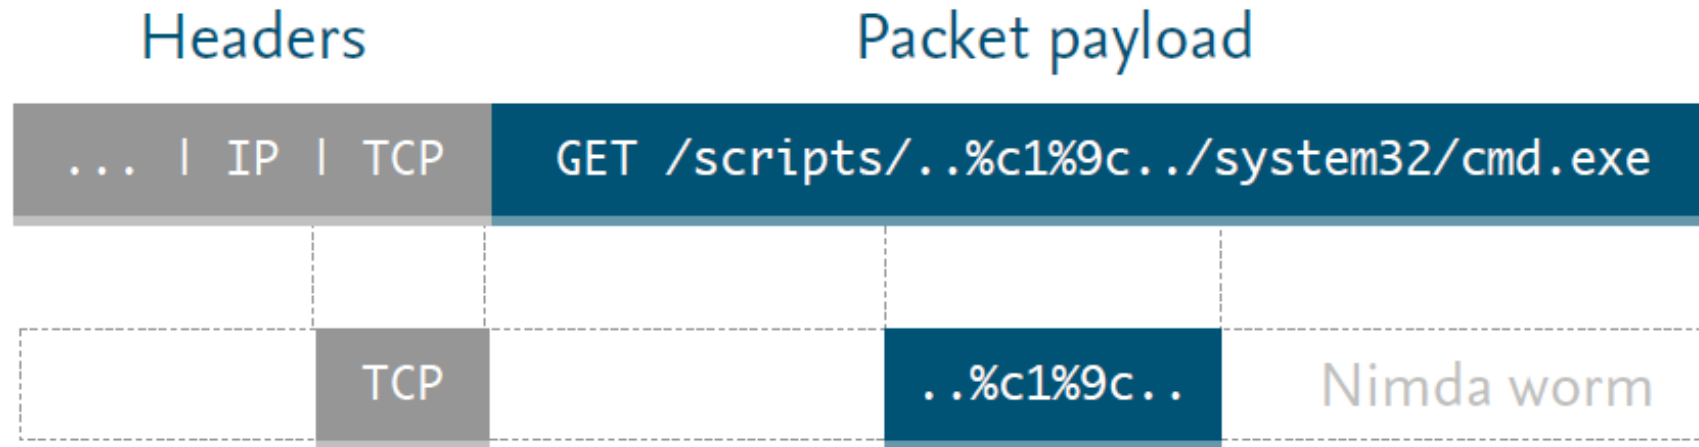 Headers Packet payload
... | IP | TCP GET /scripts/..%c1%9c../system32/cmd.exe
TCP ..%c1%9c.. Nimda worm